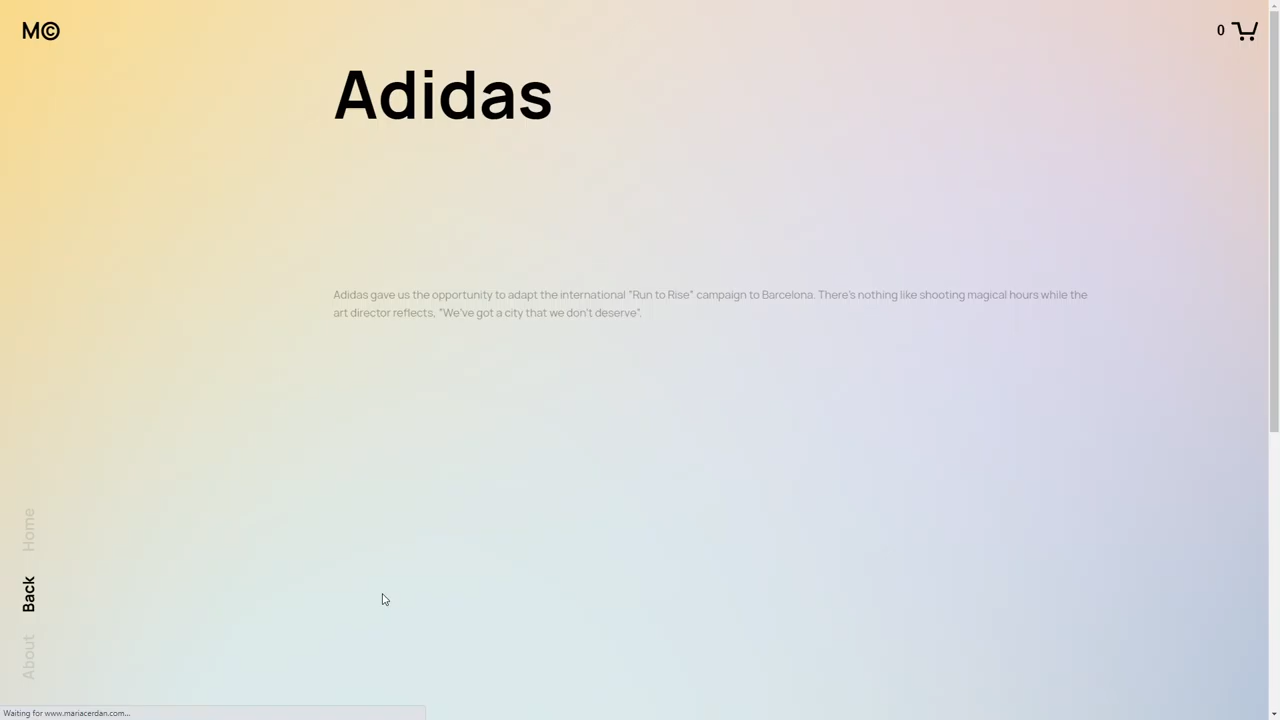 M©
0
Adidas
Adidas gave us the opportunity to adapt the international "Run to Rise" campaign to Barcelona. There's nothing like shooting magical hours while the
art director reflects, "We've got a city that we don't deserve".
Home
Back
About
Waiting for www.mariacerdan.com...